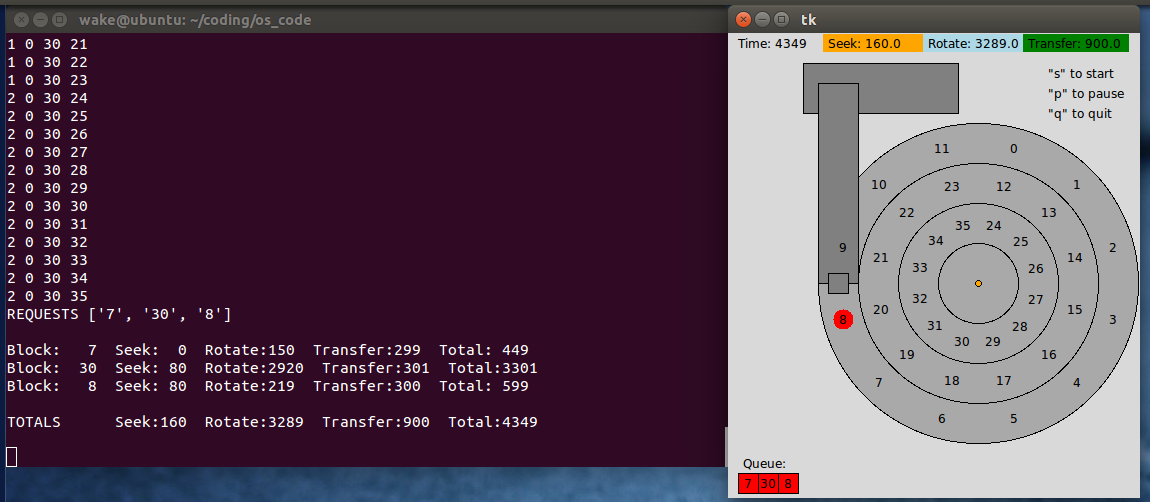 wake@ubuntu: ~/coding/os_code
1 0 30 21
1 0 30 22
1 0 30 23
2 0 30 24
2 0 30 25
2 0 30 26
2 0 30 27
2 0 30 28
2 0 30 29
2 0 30 30
2 0 30 31
2 0 30 32
2 0 30 33
2 0 30 34
2 0 30 35
REQUESTS ['7', '30', '8']
Block: 7 Seek: 0 Rotate:150 Transfer:299 Total: 449
Block: 30 Seek: 80 Rotate:2920 Transfer:301 Total:3301
Block: 8 Seek: 80 Rotate:219 Transfer:300 Total: 599
TOTALS Seek:160 Rotate:3289 Transfer:900 Total:4349
tk
Time: 4349 Seek: 160.0 Rotate: 3289.0 Transfer: 900.0
"s" to start
"p" to pause
"q" to quit
11 0
10 23 12 1
22 35 24 13
9 34 25 2
21 33 26 14
20 32 27 15
8 31 28 3
19 30 29 16
7 18 17 4
6 5
Queue:
7 30 8